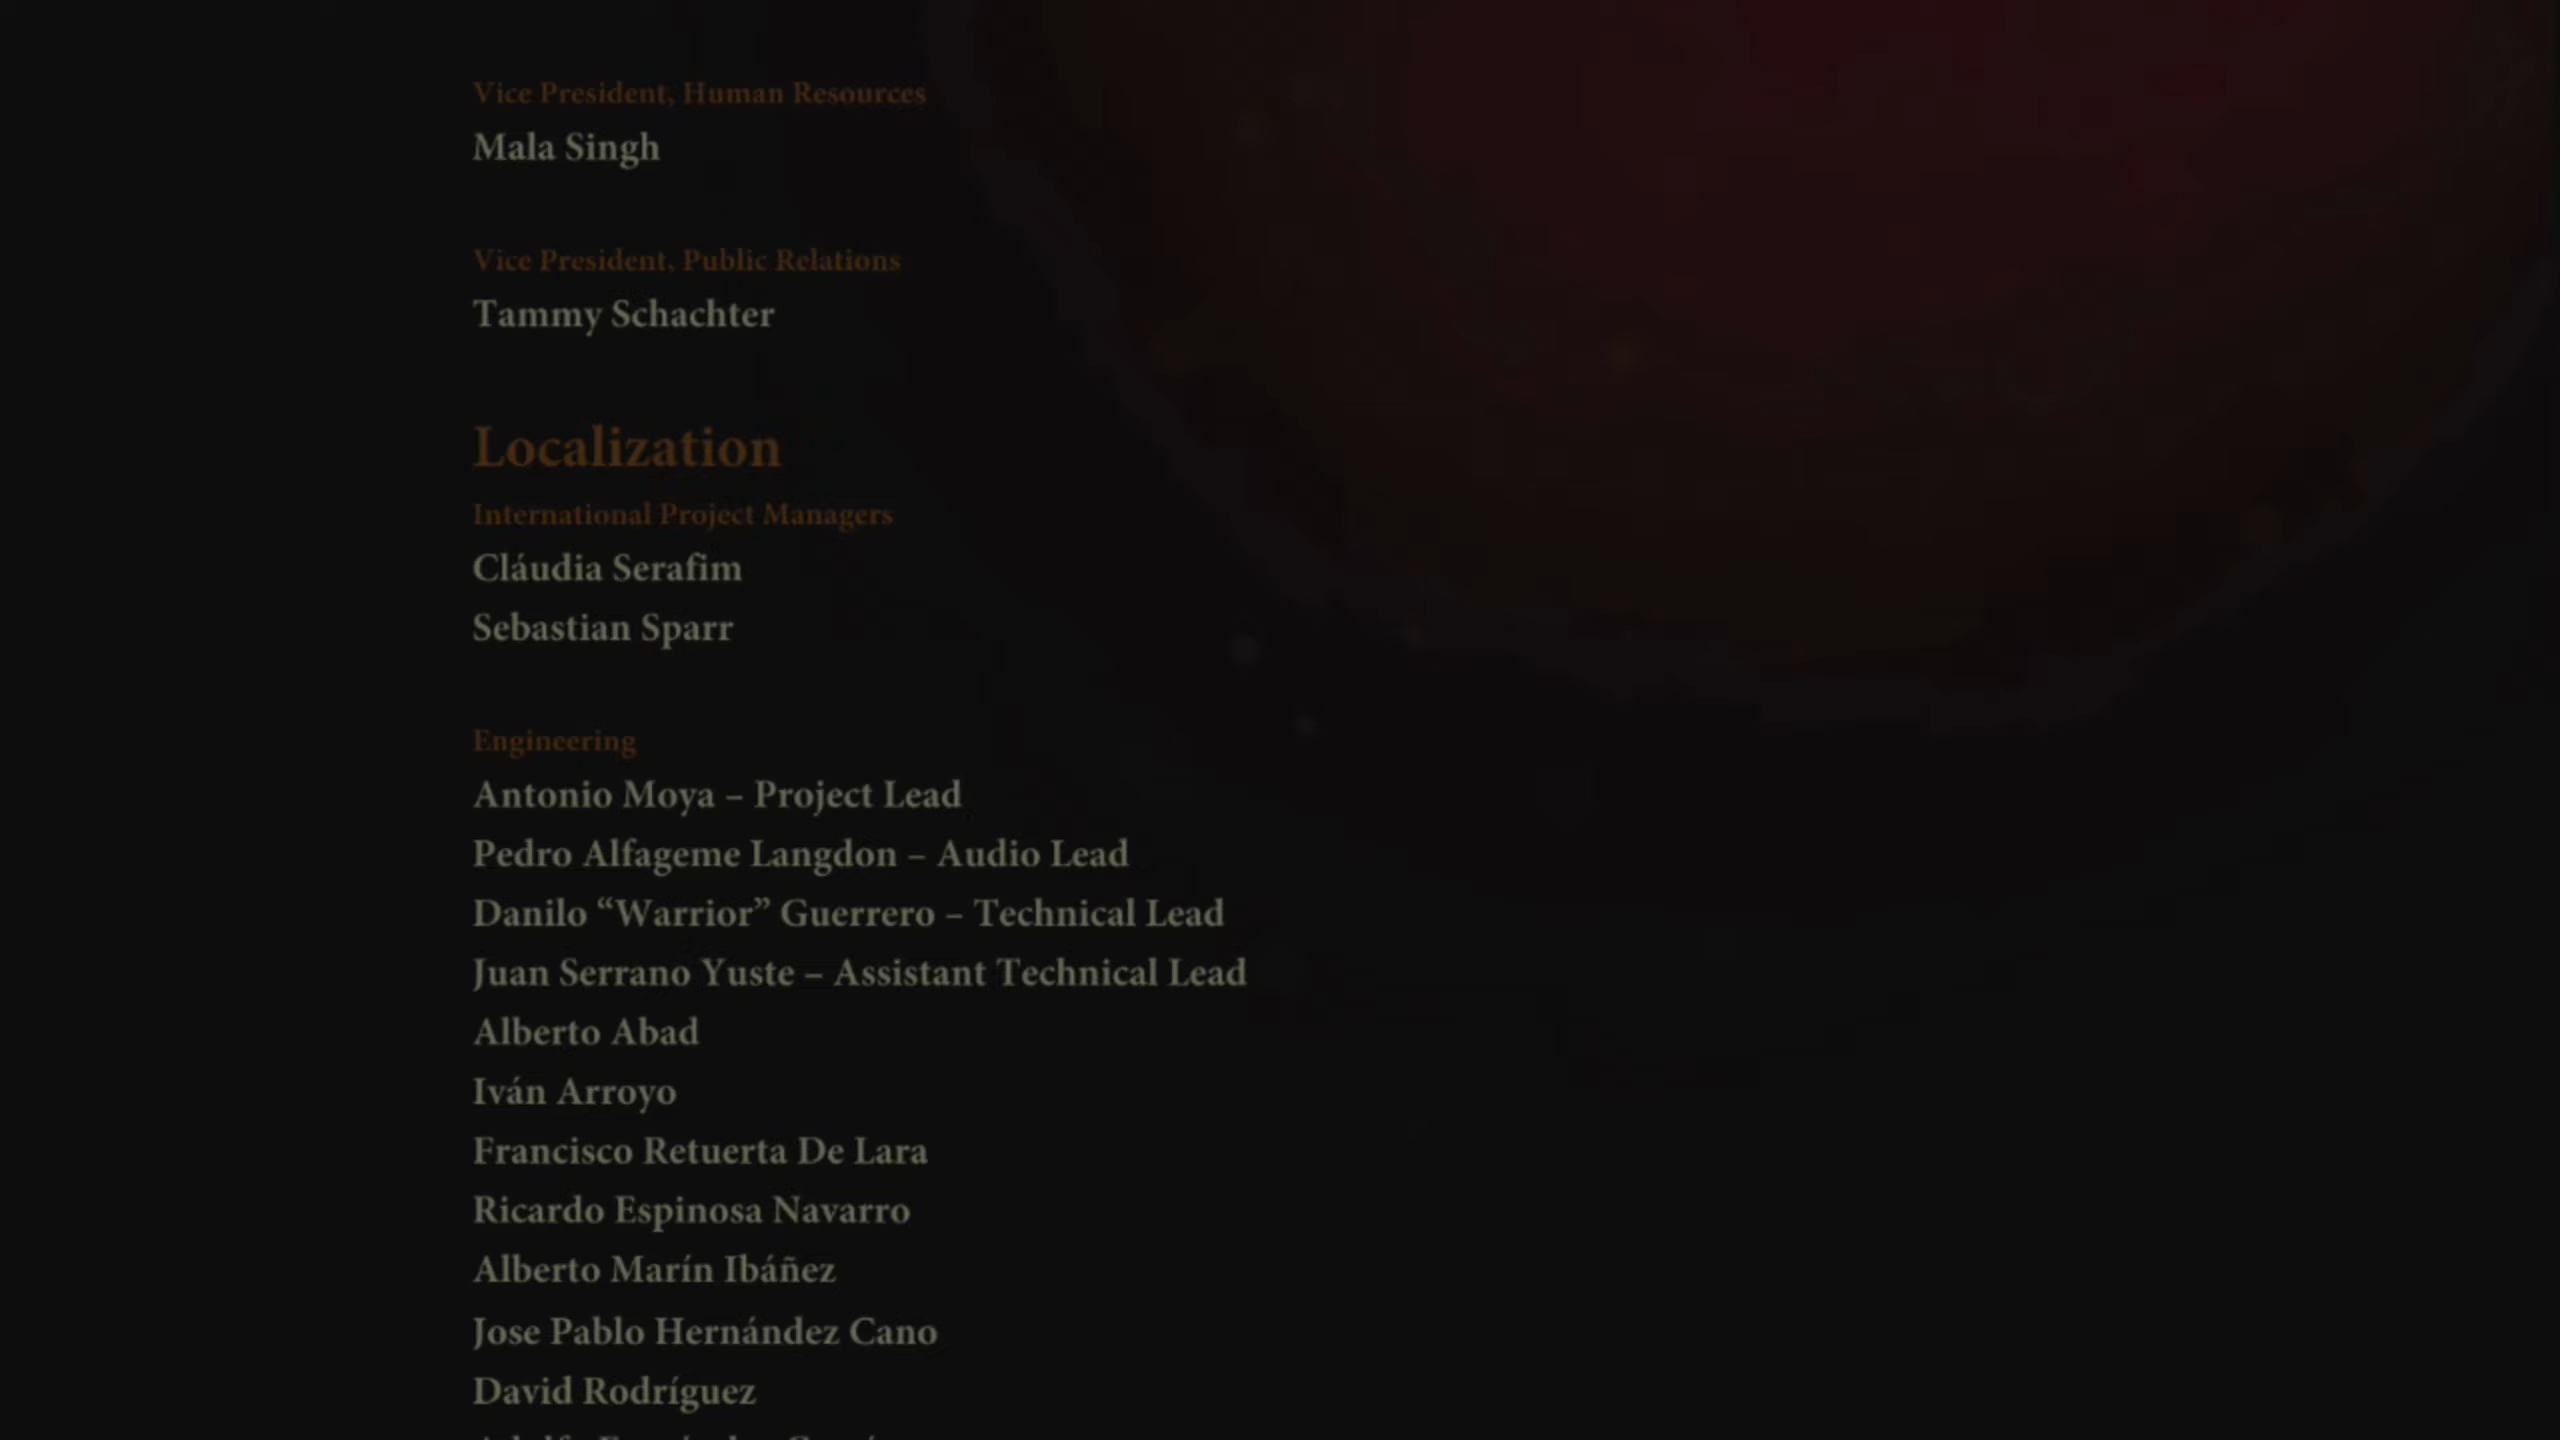 Vice President, Human Resources
Mala Singh
Vice President, Public Relations
Tammy Schachter
Localization
International Project Managers
Cláudia Serafim
Sebastian Sparr
Engineering
Antonio Moya – Project Lead
Pedro Alfageme Langdon – Audio Lead
Danilo “Warrior” Guerrero – Technical Lead
Juan Serrano Yuste – Assistant Technical Lead
Alberto Abad
Iván Arroyo
Francisco Retuerta De Lara
Ricardo Espinosa Navarro
Alberto Marín Ibáñez
Jose Pablo Hernández Cano
David Rodríguez